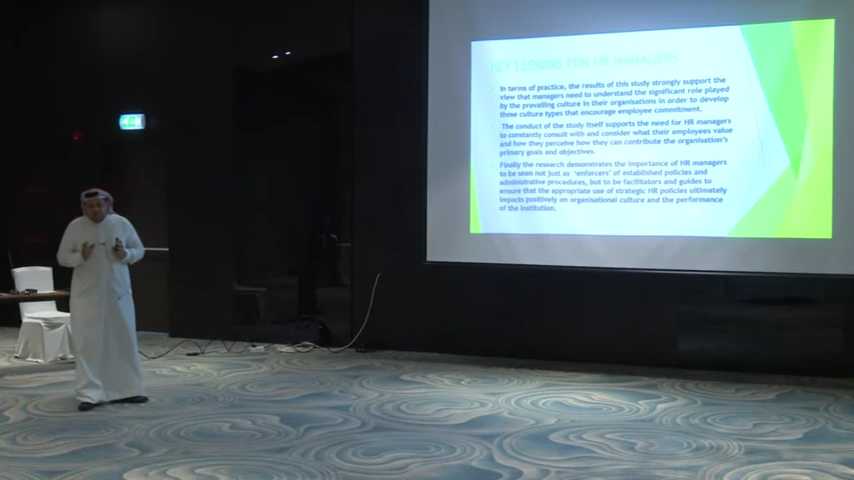 KEY LESSONS FOR HR MANAGERS
In terms of practice, the results of this study strongly support the
view that managers need to understand the significant role played
by the prevailing culture in their organisations in order to develop
those culture types that encourage employee commitment.
The conduct of the study itself supports the need for HR managers
to constantly consult with and consider what their employees value
and how they perceive how they can contribute the organisation's
primary goals and objectives.
Finally the research demonstrates the importance of HR managers
to be seen not just as 'enforcers' of established policies and
administrative procedures, but to be facilitators and guides to
ensure that the appropriate use of strategic HR policies ultimately
impacts positively on organisational culture and the performance
of the institution.